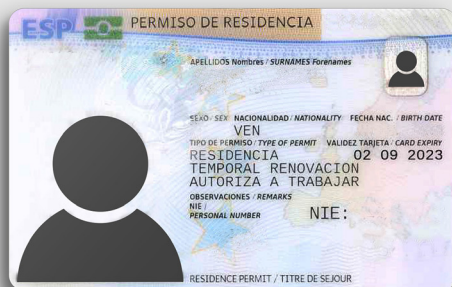 ESP PERMISO DE RESIDENCIA
APELLIDOS Nombres / SURNAMES Forenames
SEXO / SEX NACIONALIDAD / NATIONALITY FECHA NAC. / BIRTH DATE
VEN
TIPO DE PERMISO / TYPE OF PERMIT VALIDEZ TARJETA / CARD EXPIRY
RESIDENCIA 02 09 2023
TEMPORAL RENOVACION
AUTORIZA A TRABAJAR
OBSERVACIONES / REMARKS
NIE /
PERSONAL NUMBER NIE:
RESIDENCE PERMIT / TITRE DE SEJOUR